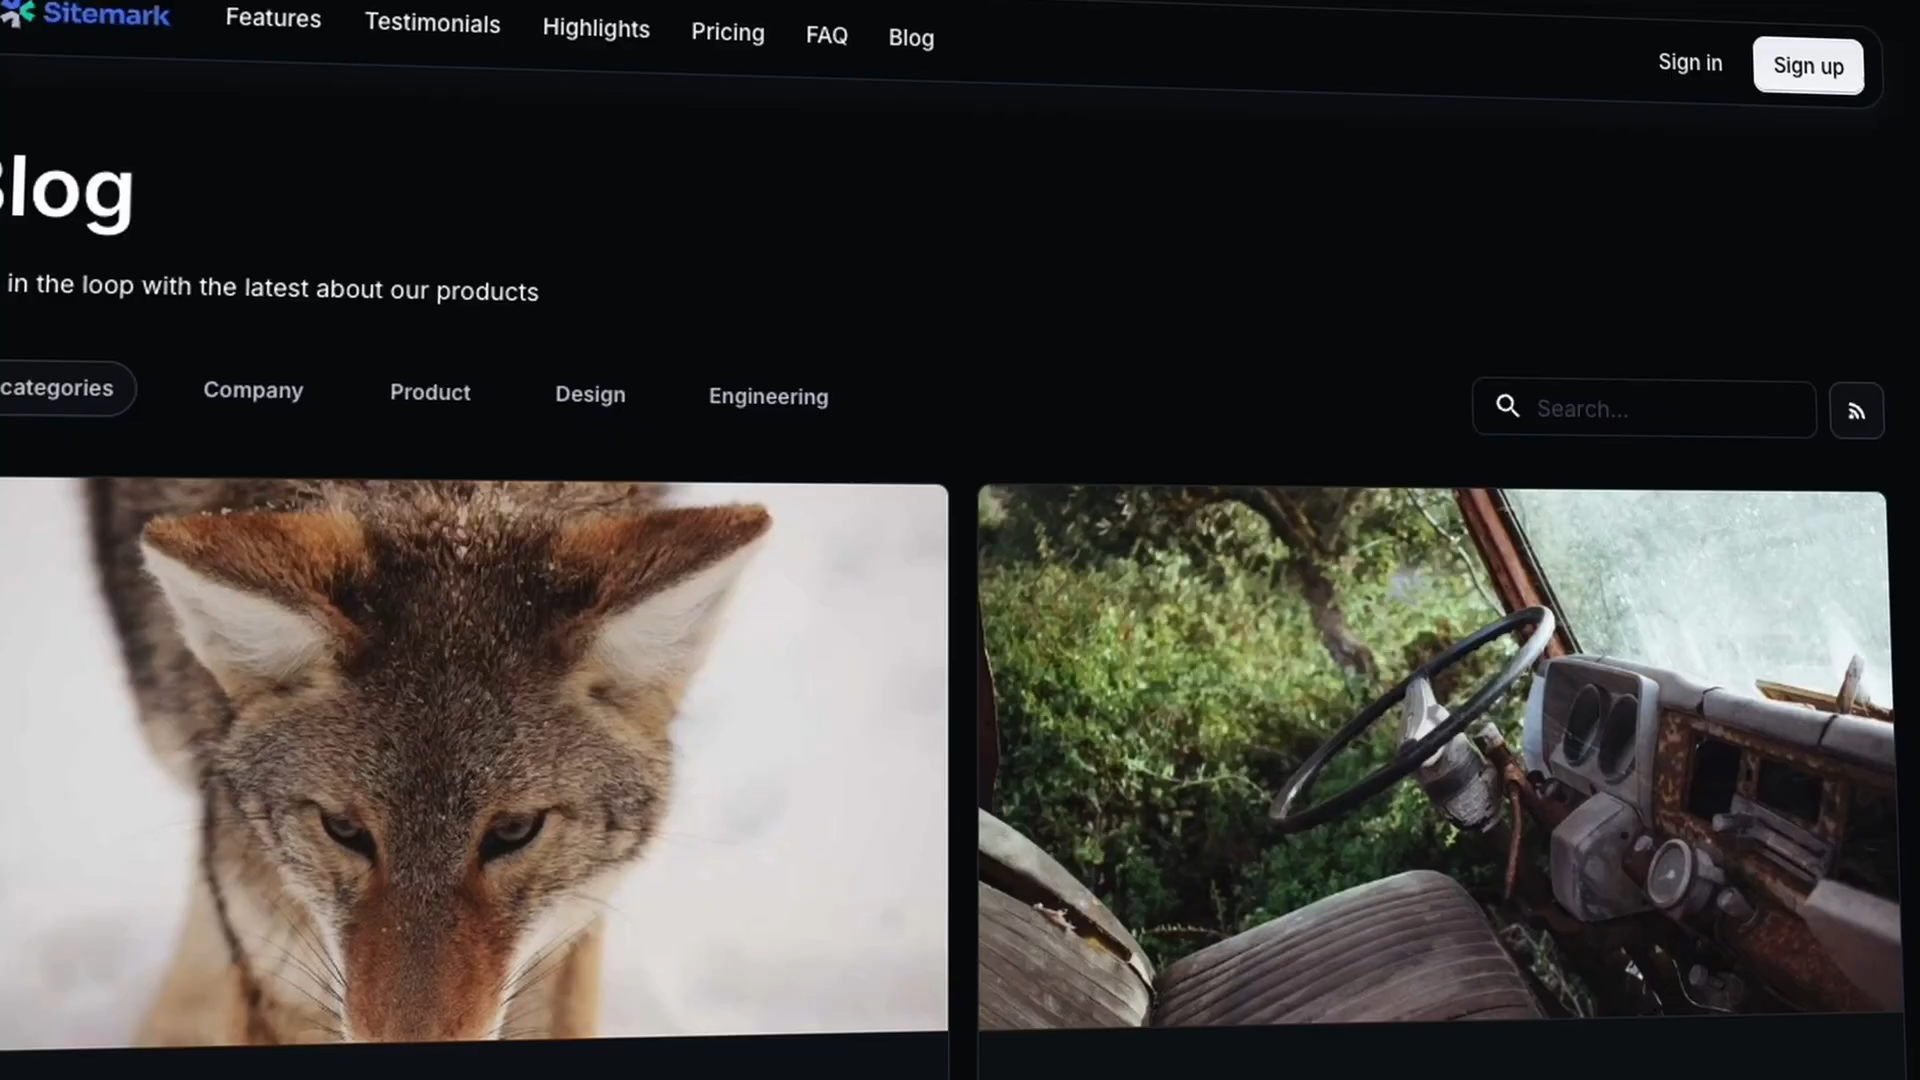 Sitemark Features Testimonials Highlights Pricing FAQ Blog Sign in Sign up
Blog
in the loop with the latest about our products
categories Company Product Design Engineering Search...